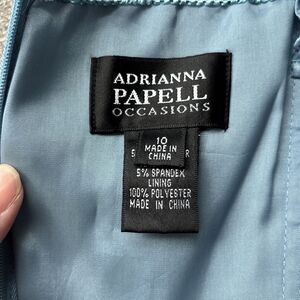 ADRIANNA
PAPELL
OCCASIONS
10
MADE IN
CHINA
S R
5% SPANDEX
LINING
100% POLYESTER
MADE IN CHINA